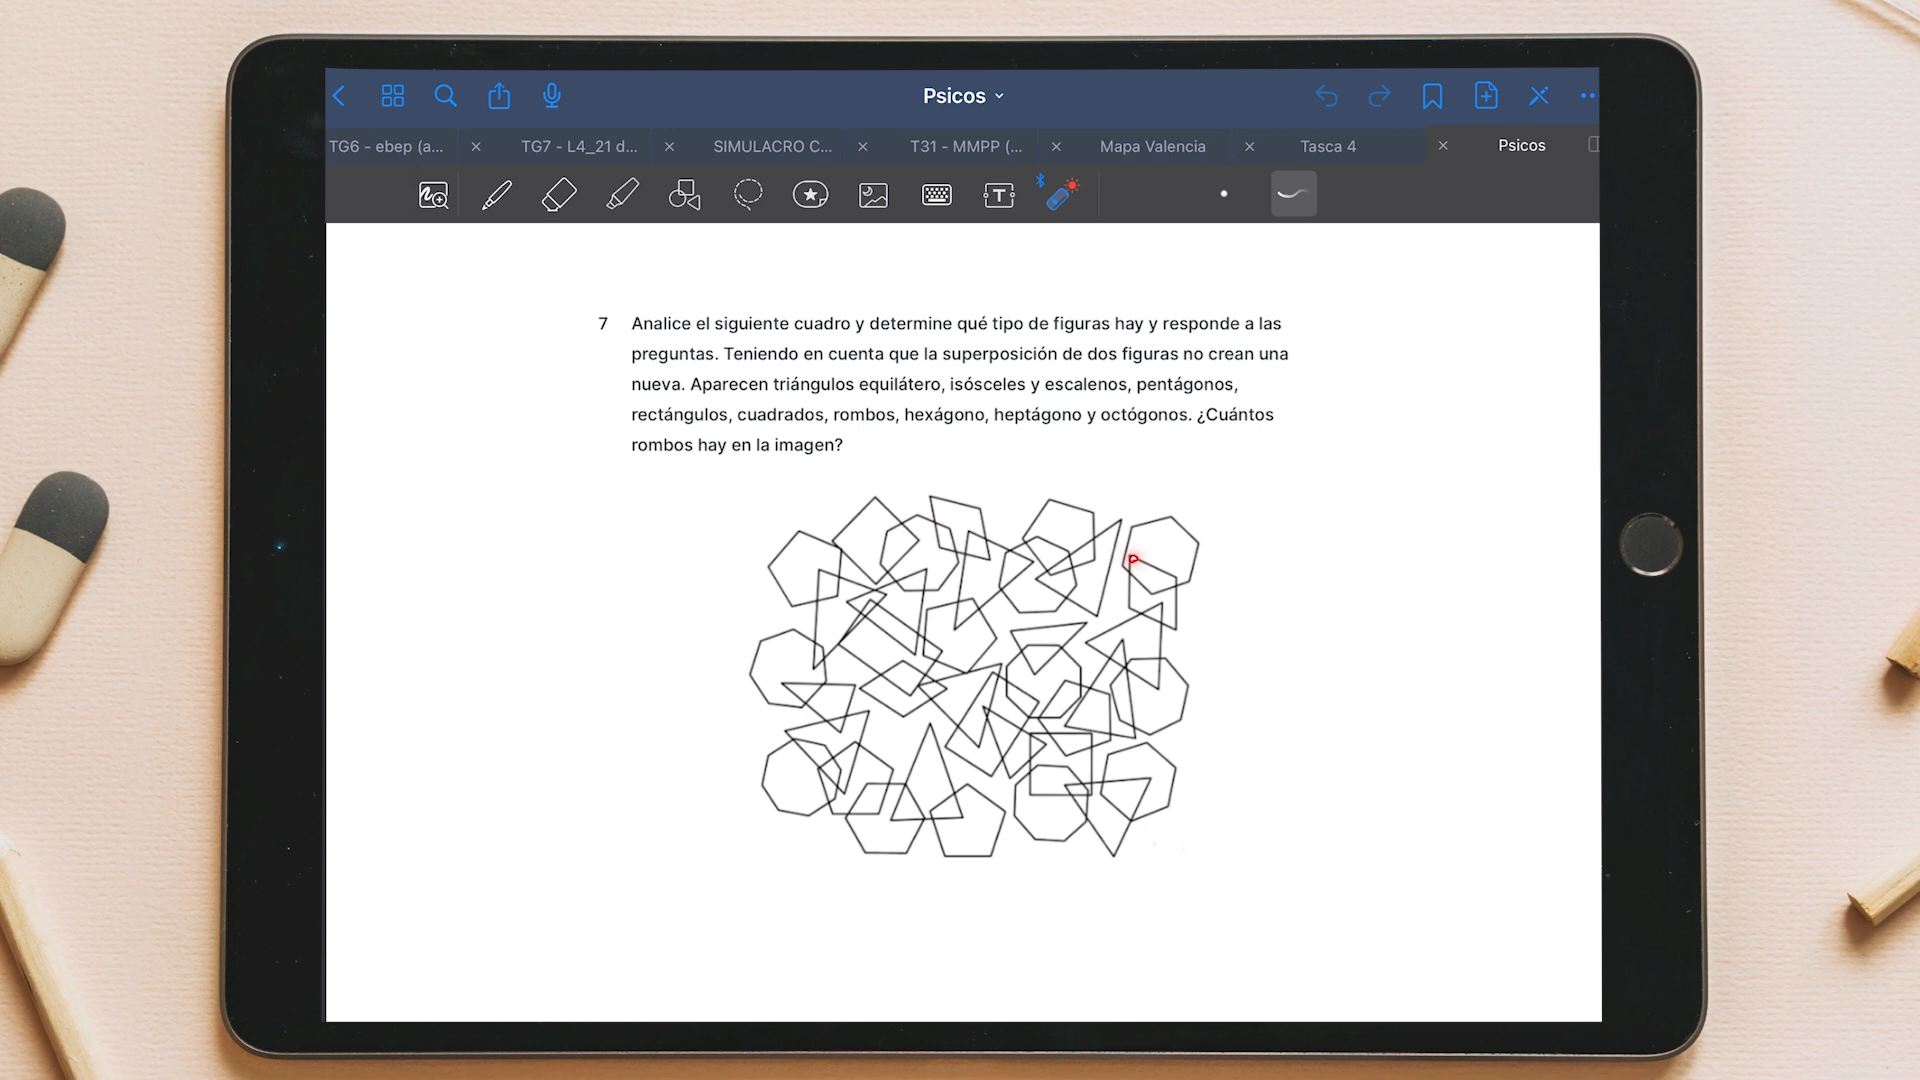 Psicos
TG6 - ebep (a...
TG7 - L4_21 d...
SIMULACRO C...
T31 - MMPP (...
Mapa Valencia
Tasca 4
Psicos
7 Analice el siguiente cuadro y determine qué tipo de figuras hay y responde a las
preguntas. Teniendo en cuenta que la superposición de dos figuras no crean una
nueva. Aparecen triángulos equilátero, isósceles y escalenos, pentágonos,
rectángulos, cuadrados, rombos, hexágono, heptágono y octógonos. ¿Cuántos
rombos hay en la imagen?